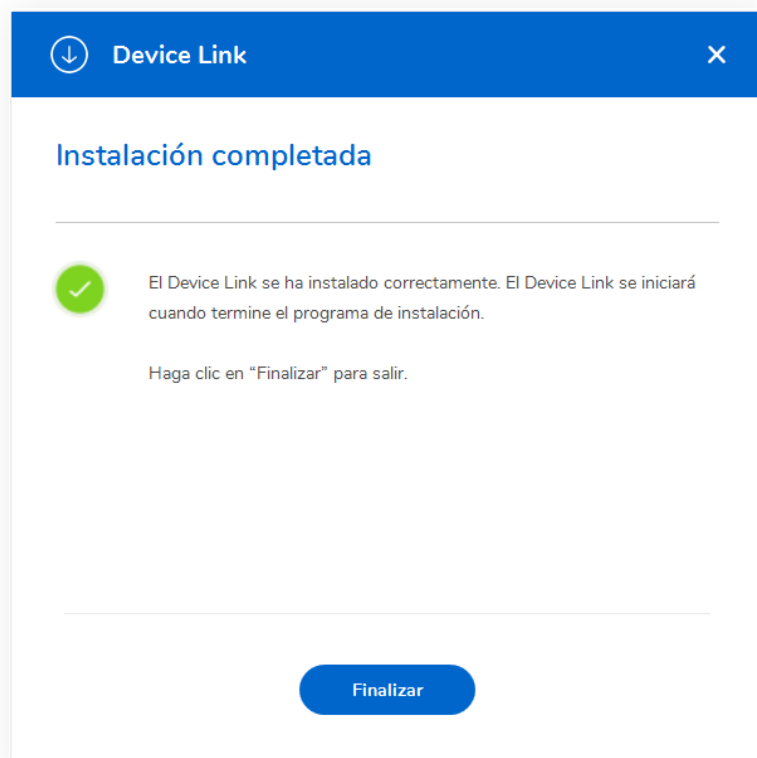 Device Link
Instalación completada
El Device Link se ha instalado correctamente. El Device Link se iniciará
cuando termine el programa de instalación.
Haga clic en “Finalizar” para salir.
Finalizar